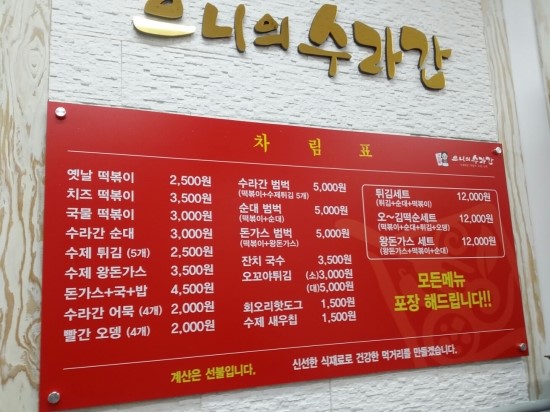 으니의 수라간
차림표
으니의 수라간
옛날 떡볶이 2,500원
치즈 떡볶이 3,500원
국물 떡볶이 3,000원
수라간 순대 3,000원
수제 튀김 (5개) 2,500원
수제 왕돈가스 3,500원
돈가스+국+밥 4,500원
수라간 어묵 (4개) 2,000원
빨간 오뎅 (4개) 2,000원
수라간 범벅 5,000원
(떡볶이+수제튀김 5개)
순대 범벅 5,000원
(떡볶이+순대)
돈가스 범벅 5,000원
(떡볶이+왕돈가스)
잔치 국수 3,500원
오꼬야튀김 (소)3,000원
(대)5,000원
회오리핫도그 1,500원
수제 새우칩 1,500원
튀김세트 12,000원
(튀김+순대+떡볶이)
오~김떡순세트 12,000원
(떡볶이+순대+튀김+오뎅)
왕돈가스 세트 12,000원
(왕돈가스+떡볶이+순대)
모든메뉴
포장 해드립니다!!
계산은 선불입니다.
신선한 식재료로 건강한 먹거리를 만들겠습니다.